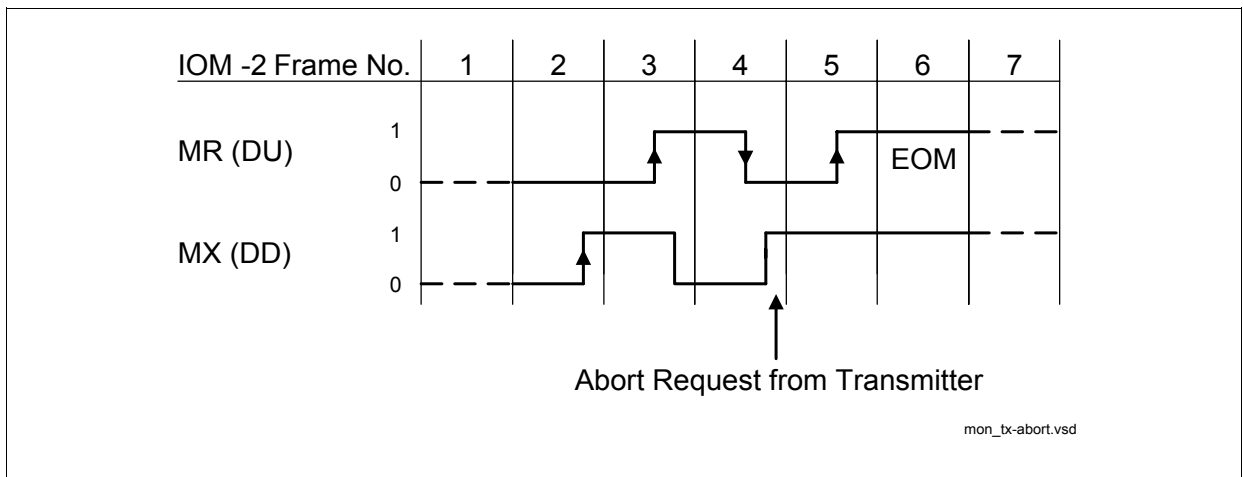 IOM -2 Frame No. 1 2 3 4 5 6 7
1
MR (DU)
0
EOM
1
MX (DD)
0
Abort Request from Transmitter
mon_tx-abort.vsd